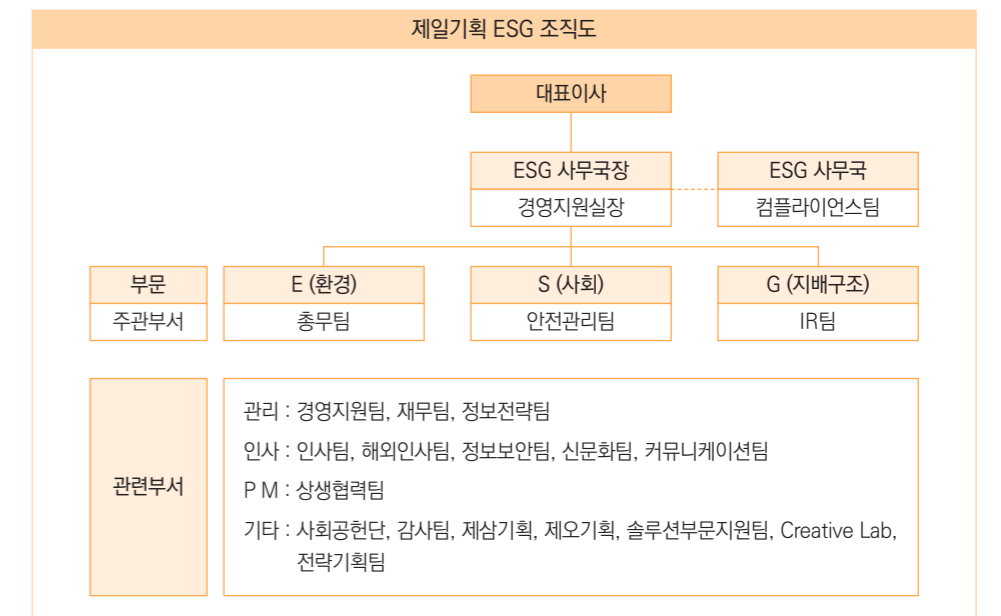 제일기획 ESG 조직도
대표이사
ESG 사무국장
ESG 사무국
경영지원실장
컴플라이언스팀
부문
E (환경)
S (사회)
G (지배구조)
주관부서
총무팀
안전관리팀
IR팀
관련부서
관리 : 경영지원팀, 재무팀, 정보전략팀
인사 : 인사팀, 해외인사팀, 정보보안팀, 신문화팀, 커뮤니케이션팀
P M : 상생협력팀
기타 : 사회공헌단, 감사팀, 제삼기획, 제오기획, 솔루션부문지원팀, Creative Lab,
전략기획팀